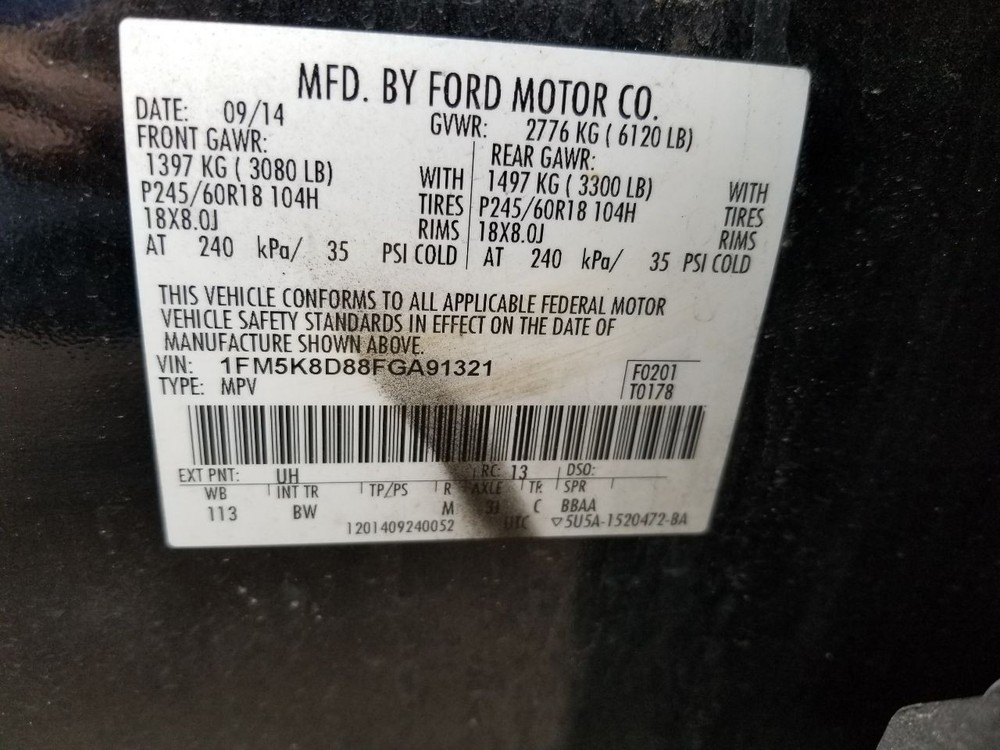 MFD. BY FORD MOTOR CO.
DATE: 09/14 GVWR: 2776 KG ( 6120 LB)
FRONT GAWR: REAR GAWR:
1397 KG ( 3080 LB) WITH 1497 KG ( 3300 LB) WITH
P245/60R18 104H TIRES P245/60R18 104H TIRES
18X8.0J RIMS 18X8.0J RIMS
AT 240 kPa/ 35 PSI COLD AT 240 kPa/ 35 PSI COLD
THIS VEHICLE CONFORMS TO ALL APPLICABLE FEDERAL MOTOR
VEHICLE SAFETY STANDARDS IN EFFECT ON THE DATE OF
MANUFACTURE SHOWN ABOVE.
VIN: 1FM5K8D88FGA91321 F0201
TYPE: MPV T0178
EXT PNT: UH RC: 13 DSO:
WB INT TR TP/PS R AXLE TR SPR
113 BW M C BBAA
1201409240052 UTC ▽5U5A-1520472-BA